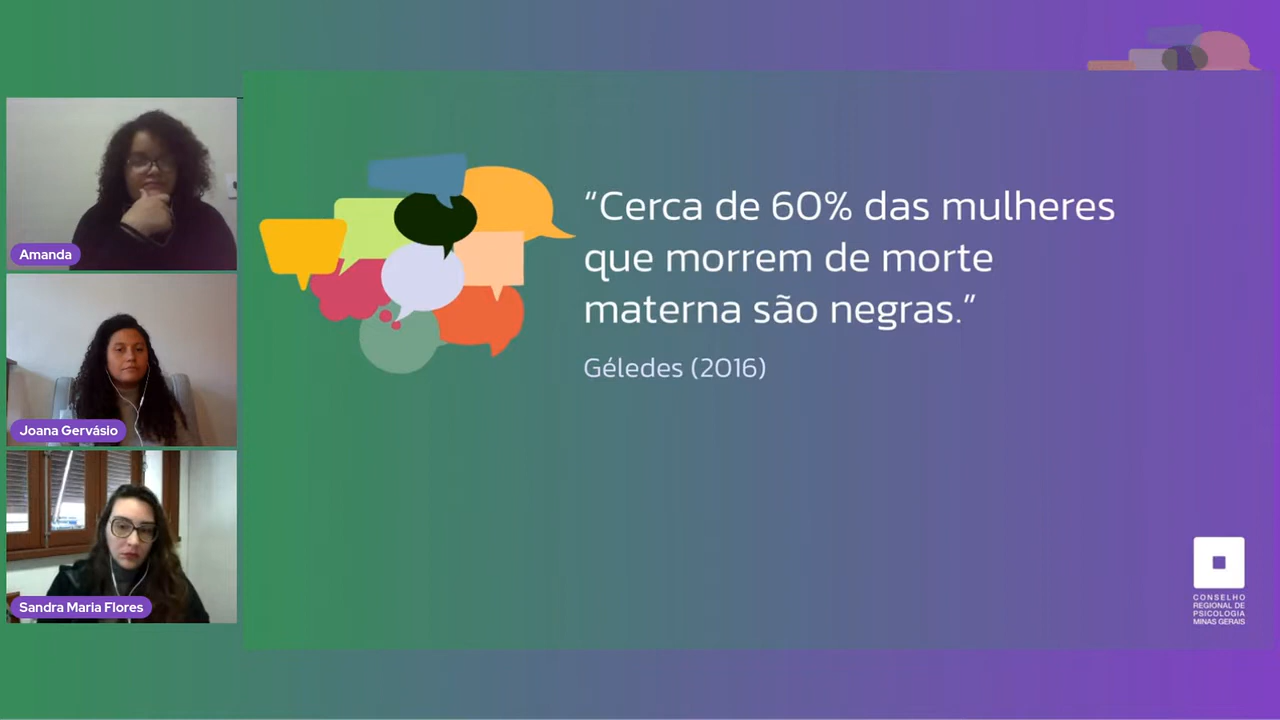 Amanda
Joana Gervásio
Sandra Maria Flores
“Cerca de 60% das mulheres
que morrem de morte
materna são negras.”
Géledes (2016)
CONSELHO
REGIONAL DE
PSICOLOGIA
MINAS GERAIS